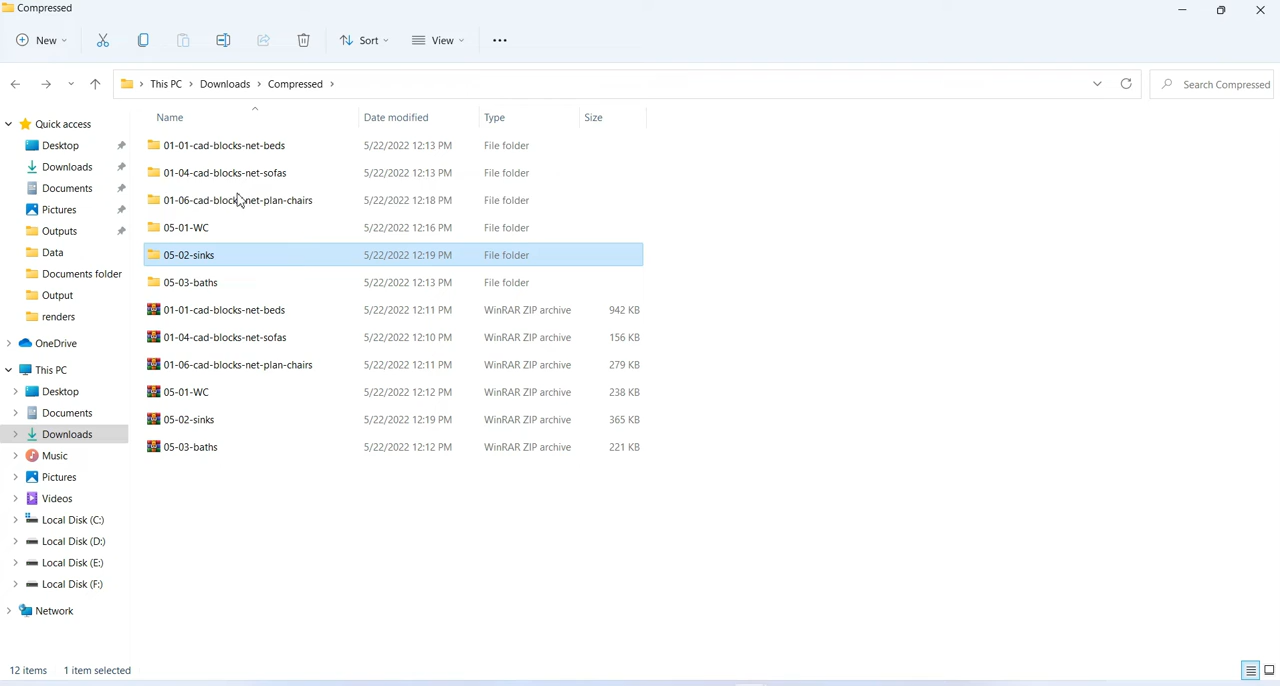 Compressed
New
Sort
View
This PC > Downloads > Compressed >
Search Compressed
Quick access
Desktop
Downloads
Documents
Pictures
Outputs
Data
Documents folder
Output
renders
OneDrive
This PC
Desktop
Documents
Downloads
Music
Pictures
Videos
Local Disk (C:)
Local Disk (D:)
Local Disk (E:)
Local Disk (F:)
Network
Name Date modified Type Size
01-01-cad-blocks-net-beds 5/22/2022 12:13 PM File folder
01-04-cad-blocks-net-sofas 5/22/2022 12:13 PM File folder
01-06-cad-blocks-net-plan-chairs 5/22/2022 12:18 PM File folder
05-01-WC 5/22/2022 12:16 PM File folder
05-02-sinks 5/22/2022 12:19 PM File folder
05-03-baths 5/22/2022 12:13 PM File folder
01-01-cad-blocks-net-beds 5/22/2022 12:11 PM WinRAR ZIP archive 942 KB
01-04-cad-blocks-net-sofas 5/22/2022 12:10 PM WinRAR ZIP archive 156 KB
01-06-cad-blocks-net-plan-chairs 5/22/2022 12:11 PM WinRAR ZIP archive 279 KB
05-01-WC 5/22/2022 12:12 PM WinRAR ZIP archive 238 KB
05-02-sinks 5/22/2022 12:19 PM WinRAR ZIP archive 365 KB
05-03-baths 5/22/2022 12:12 PM WinRAR ZIP archive 221 KB
12 items 1 item selected